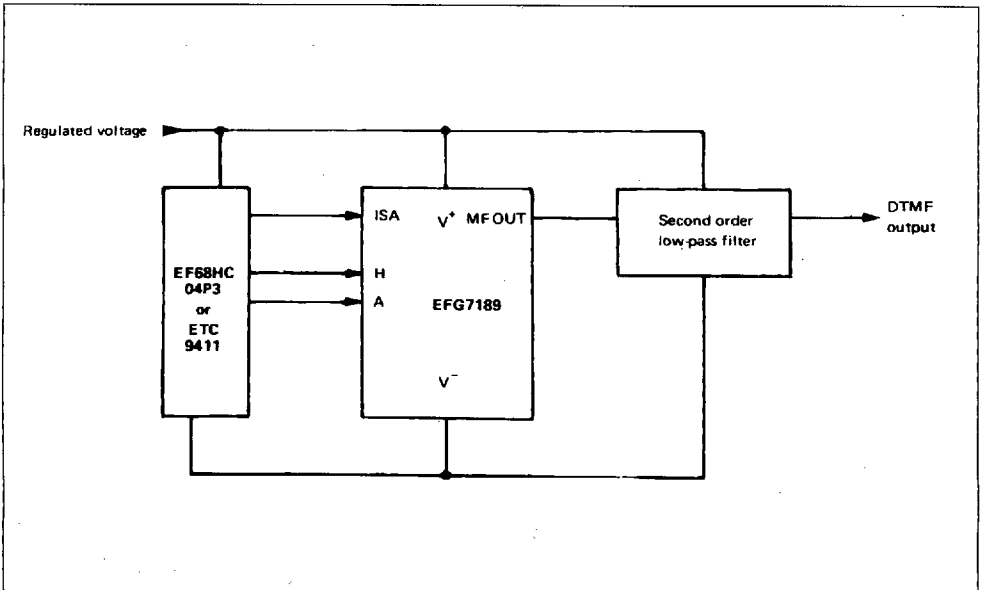 Regulated voltage
EF68HC
04P3
or
ETC
9411
ISA
H
A
V+ MFOUT
EFG7189
V−
Second order
low-pass filter
DTMF
output